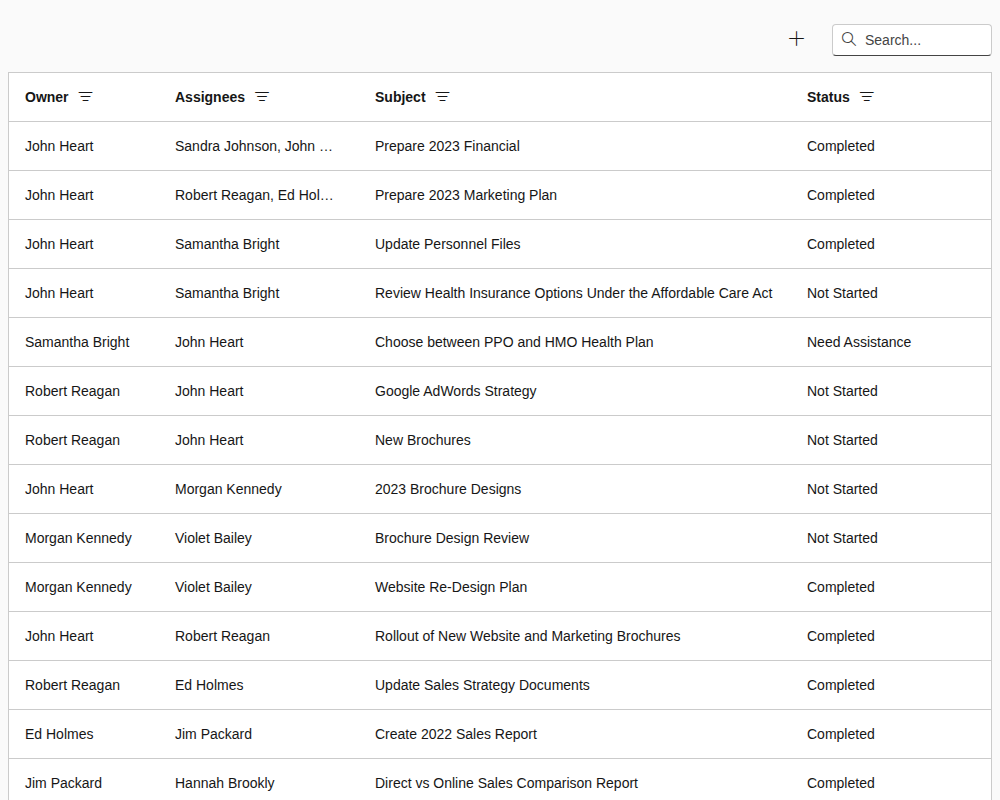 Search...
Owner Assignees Subject Status
John Heart Sandra Johnson, John … Prepare 2023 Financial Completed
John Heart Robert Reagan, Ed Hol… Prepare 2023 Marketing Plan Completed
John Heart Samantha Bright Update Personnel Files Completed
John Heart Samantha Bright Review Health Insurance Options Under the Affordable Care Act Not Started
Samantha Bright John Heart Choose between PPO and HMO Health Plan Need Assistance
Robert Reagan John Heart Google AdWords Strategy Not Started
Robert Reagan John Heart New Brochures Not Started
John Heart Morgan Kennedy 2023 Brochure Designs Not Started
Morgan Kennedy Violet Bailey Brochure Design Review Not Started
Morgan Kennedy Violet Bailey Website Re-Design Plan Completed
John Heart Robert Reagan Rollout of New Website and Marketing Brochures Completed
Robert Reagan Ed Holmes Update Sales Strategy Documents Completed
Ed Holmes Jim Packard Create 2022 Sales Report Completed
Jim Packard Hannah Brookly Direct vs Online Sales Comparison Report Completed